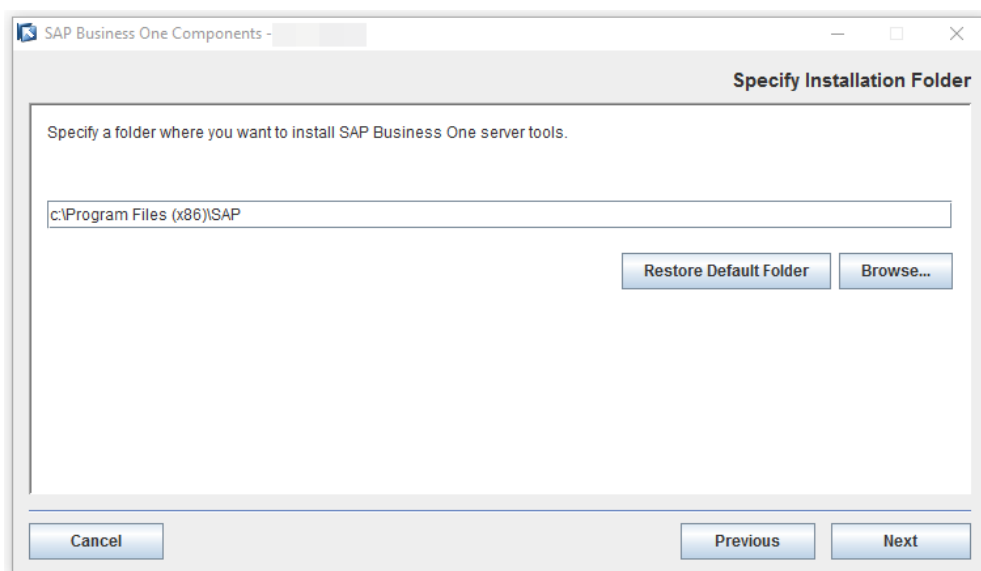 SAP Business One Components -
Specify Installation Folder
Specify a folder where you want to install SAP Business One server tools.
c:\Program Files (x86)\SAP
Restore Default Folder Browse...
Cancel Previous Next